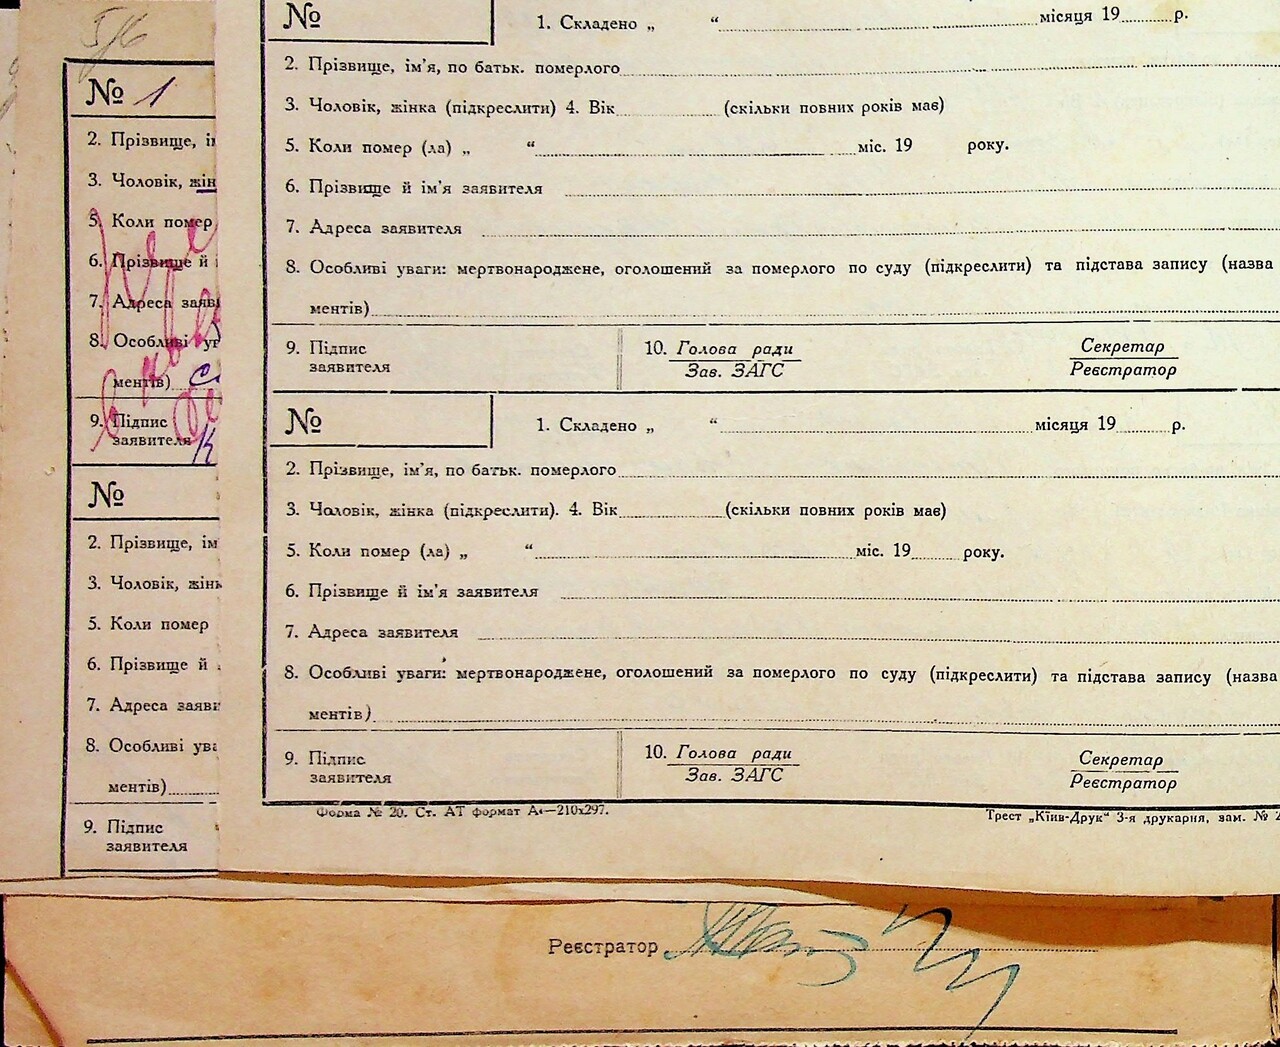 5/6
№ 1
2. Прізвище, і
3. Чоловік, жін
5. Коли помер
6. Прізвище й
7. Адреса заяв
8. Особливі ув
ментів)
9. Підпис
заявителя
№
2. Прізвище, ім
3. Чоловік, жінк
5. Коли помер
6. Прізвище й
7. Адреса заяви
8. Особливі ува
ментів)
9. Підпис
заявителя
№
1. Складено „ “ місяця 19 р.
2. Прізвище, ім'я, по батьк. померлого
3. Чоловік, жінка (підкреслити) 4. Вік (скільки повних років має)
5. Коли помер (ла) „ “ міс. 19 року.
6. Прізвище й ім'я заявителя
7. Адреса заявителя
8. Особливі уваги: мертвонароджене, оголошений за померлого по суду (підкреслити) та підстава запису (назва
ментів)
9. Підпис
заявителя
10. Голова ради
Зав. ЗАГС
Секретар
Реєстратор
№
1. Складено „ “ місяця 19 р.
2. Прізвище, ім'я, по батьк. померлого
3. Чоловік, жінка (підкреслити). 4. Вік (скільки повних років має)
5. Коли помер (ла) „ “ міс. 19 року.
6. Прізвище й ім'я заявителя
7. Адреса заявителя
8. Особливі уваги: мертвонароджене, оголошений за померлого по суду (підкреслити) та підстава запису (назва
ментів)
9. Підпис
заявителя
10. Голова ради
Зав. ЗАГС
Секретар
Реєстратор
Форма № 20. Ст. АТ формат А4—210х297.
Трест „Київ-Друк“ 3-я друкарня, зам. № 2
Реєстратор